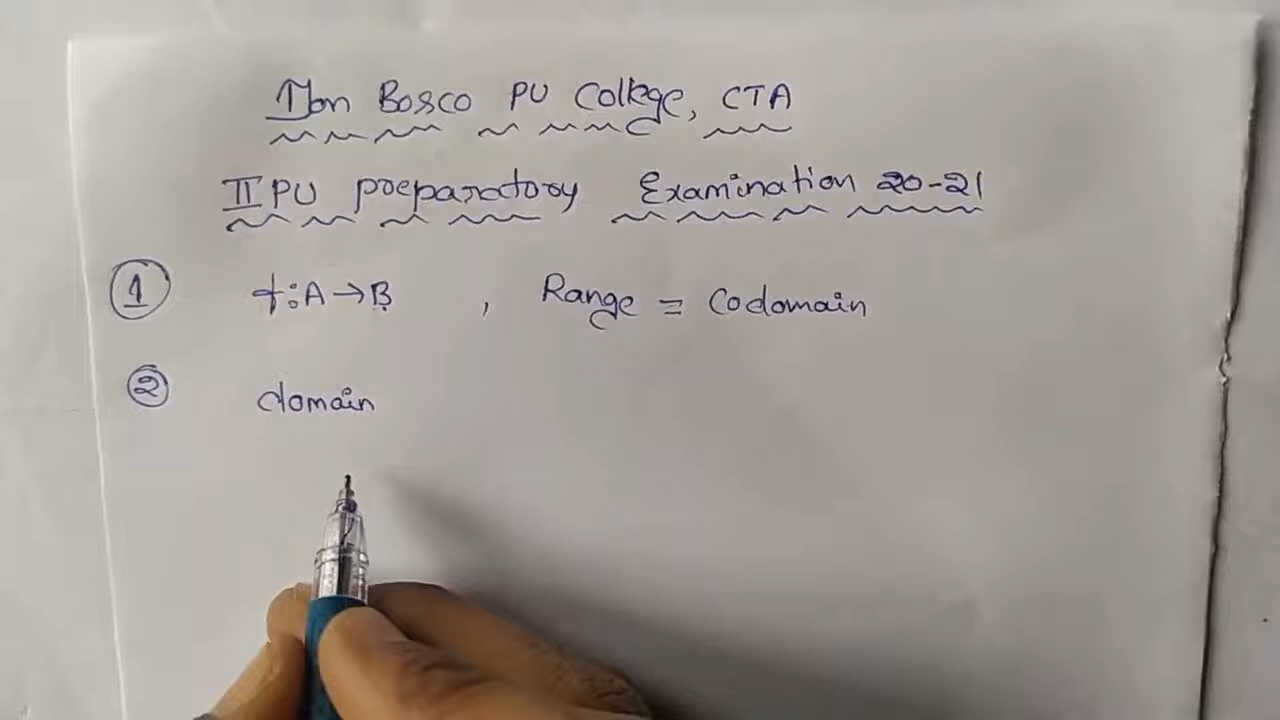 Don Bosco PU College, CTA
II PU preparatory Examination 20-21
1 f:A→B , Range = Codomain
2 domain